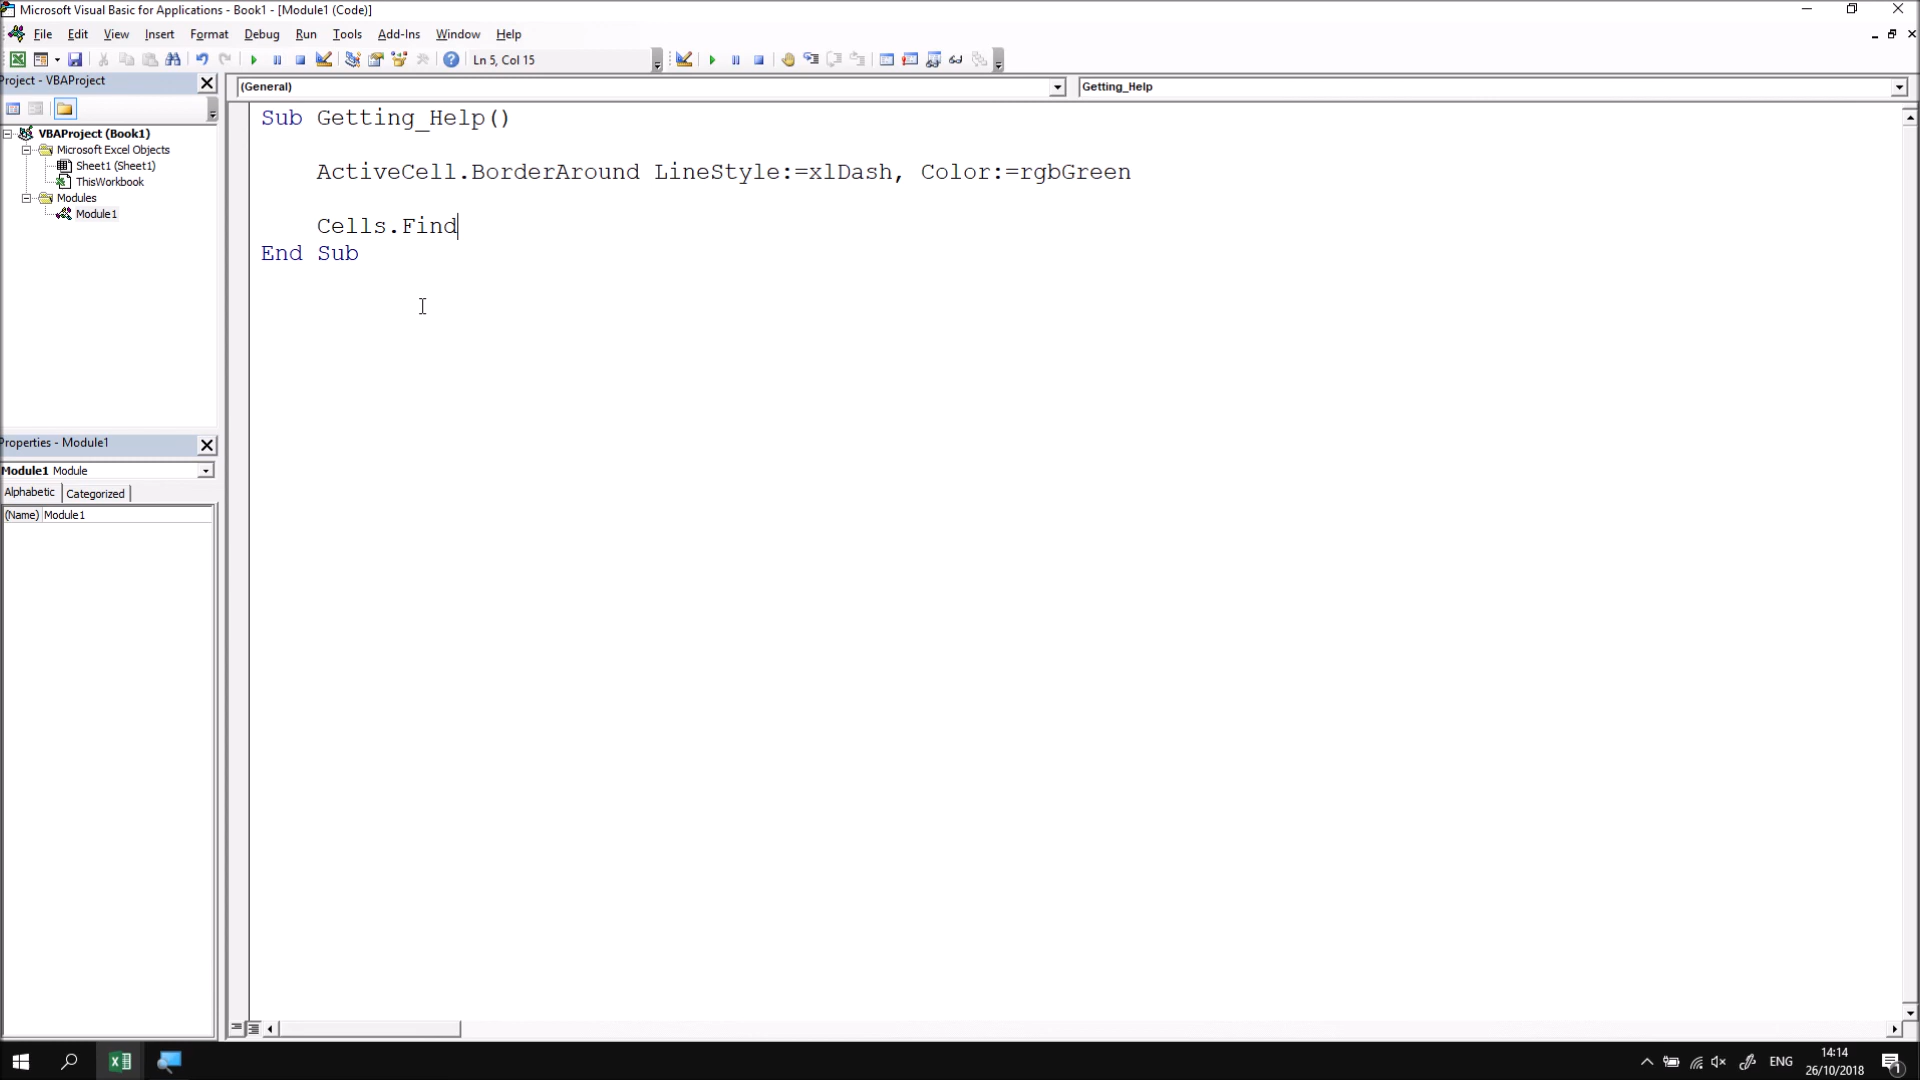 Microsoft Visual Basic for Applications - Book1 - [Module1 (Code)]
File Edit View Insert Format Debug Run Tools Add-Ins Window Help
Ln 5, Col 15
Project - VBAProject
(General)
Getting_Help
VBAProject (Book1)
Microsoft Excel Objects
Sheet1 (Sheet1)
ThisWorkbook
Modules
Module1
Sub Getting_Help()
ActiveCell.BorderAround LineStyle:=xlDash, Color:=rgbGreen
Cells.Find
End Sub
Properties - Module1
Module1 Module
Alphabetic Categorized
(Name) Module1
ENG
14:14
26/10/2018
1